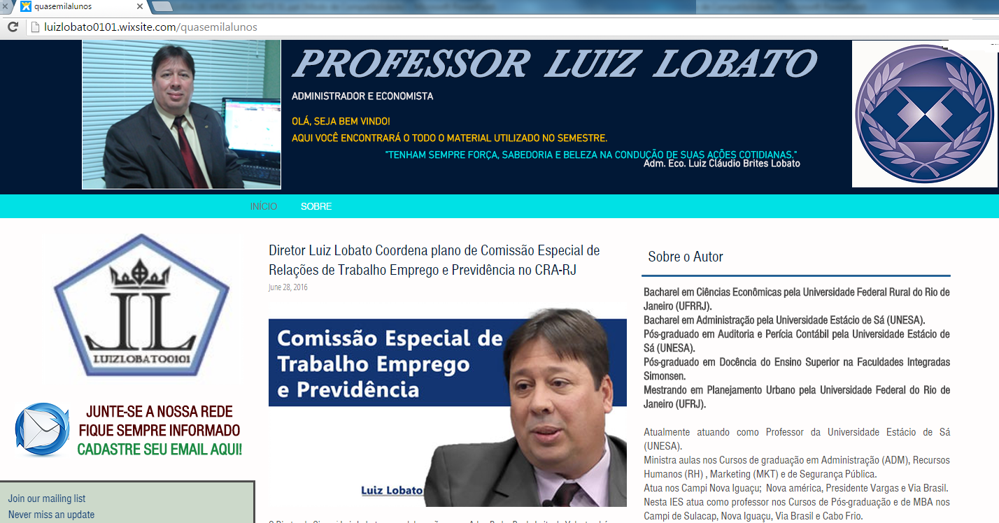 quasemilalunos
luizlobato0101.wixsite.com/quasemilalunos
PROFESSOR LUIZ LOBATO
ADMINISTRADOR E ECONOMISTA
OLÁ, SEJA BEM VINDO!
AQUI VOCÊ ENCONTRARÁ O TODO O MATERIAL UTILIZADO NO SEMESTRE.
"TENHAM SEMPRE FORÇA, SABEDORIA E BELEZA NA CONDUÇÃO DE SUAS AÇÕES COTIDIANAS."
Adm. Eco. Luiz Cláudio Brites Lobato
INÍCIO SOBRE
LUIZLOBATO0101
JUNTE-SE A NOSSA REDE
FIQUE SEMPRE INFORMADO
CADASTRE SEU EMAIL AQUI!
Join our mailing list
Never miss an update
Diretor Luiz Lobato Coordena plano de Comissão Especial de
Relações de Trabalho Emprego e Previdência no CRA-RJ
June 28, 2016
Comissão Especial de
Trabalho Emprego
e Previdência
Luiz Lobato
Sobre o Autor
Bacharel em Ciências Econômicas pela Universidade Federal Rural do Rio de
Janeiro (UFRRJ).
Bacharel em Administração pela Universidade Estácio de Sá (UNESA).
Pós-graduado em Auditoria e Perícia Contábil pela Universidade Estácio de
Sá (UNESA).
Pós-graduado em Docência do Ensino Superior na Faculdades Integradas
Simonsen.
Mestrando em Planejamento Urbano pela Universidade Federal do Rio de
Janeiro (UFRJ).
Atualmente atuando como Professor da Universidade Estácio de Sá
(UNESA).
Ministra aulas nos Cursos de graduação em Administração (ADM), Recursos
Humanos (RH) , Marketing (MKT) e de Segurança Pública.
Atua nos Campi Nova Iguaçu; Nova américa, Presidente Vargas e Via Brasil.
Nesta IES atua como professor nos Cursos de Pós-graduação e de MBA nos
Campi de Sulacap, Nova Iguaçu, Via Brasil e Cabo Frio.